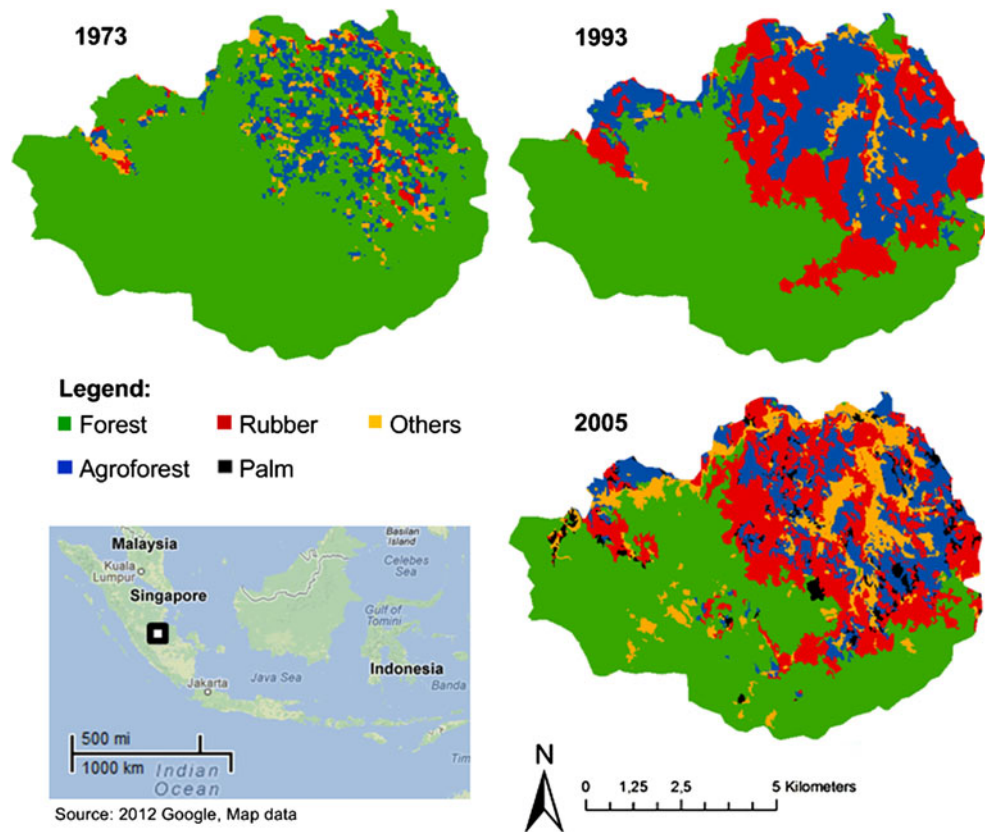 1973
1993
Legend:
Forest
Rubber
Others
Agroforest
Palm
2005
Malaysia
Kuala
Lumpur
Singapore
Basilan
Island
Celebes
Sea
Gulf of
Tomini
Indonesia
Java Sea
Banda
Jakarta
500 mi
1000 km
Indian
Ocean
Tim
Source: 2012 Google, Map data
N
0 1,25 2,5 5 Kilometers